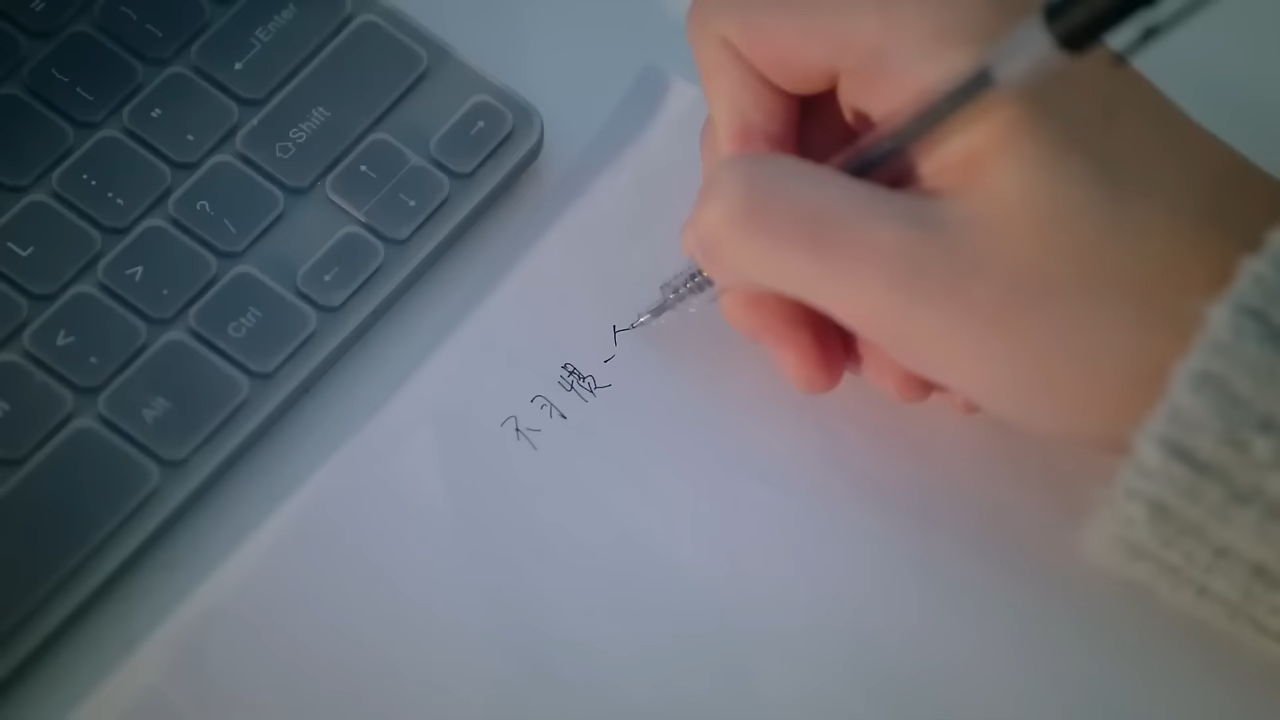 Enter
Shift
L
Ctrl
Alt
不习惯一